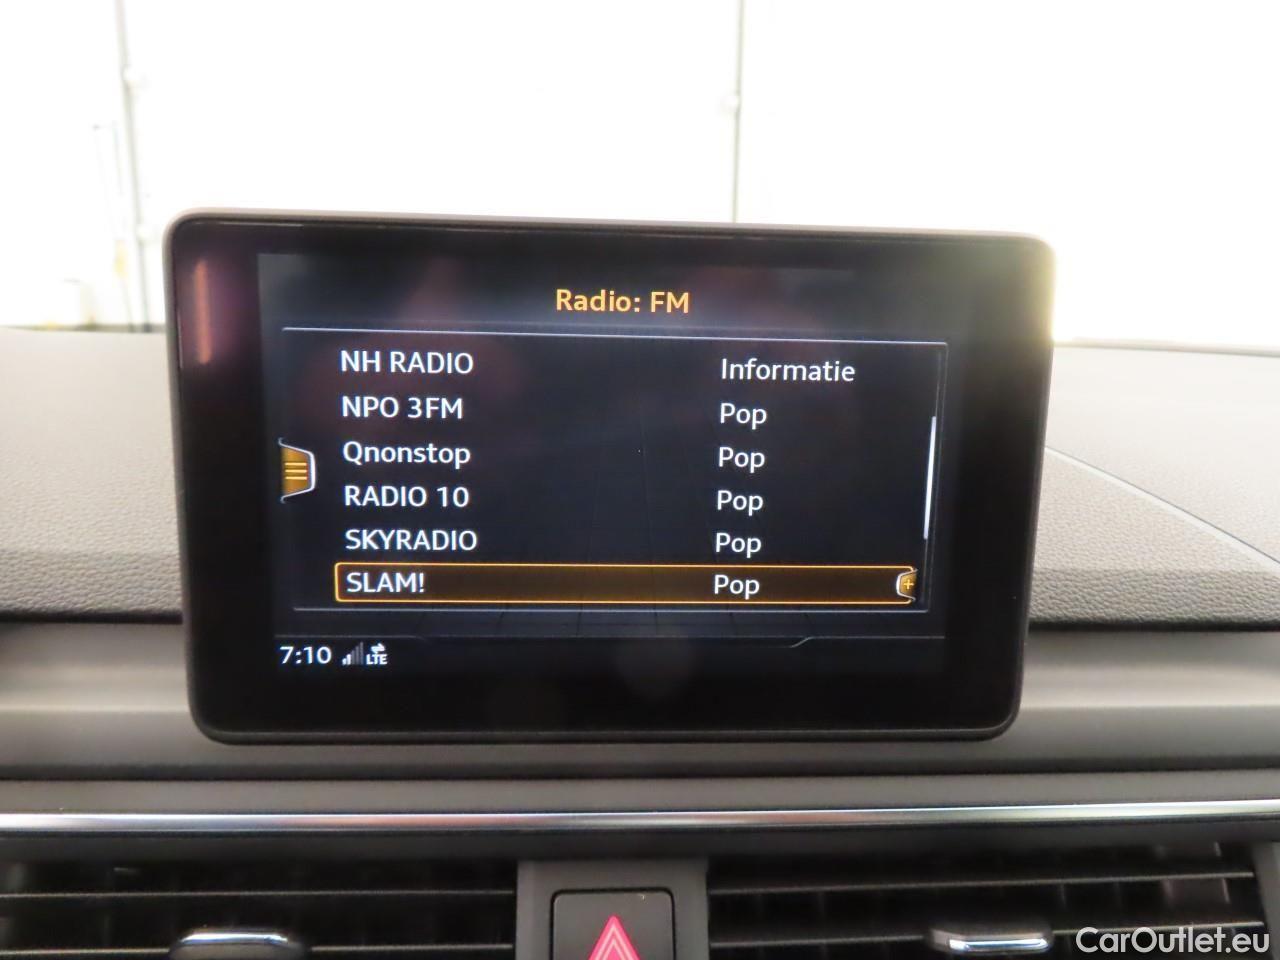 Radio: FM
NH RADIO Informatie
NPO 3FM Pop
Qnonstop Pop
RADIO 10 Pop
SKYRADIO Pop
SLAM! Pop
7:10 LTE
CarOutlet.eu